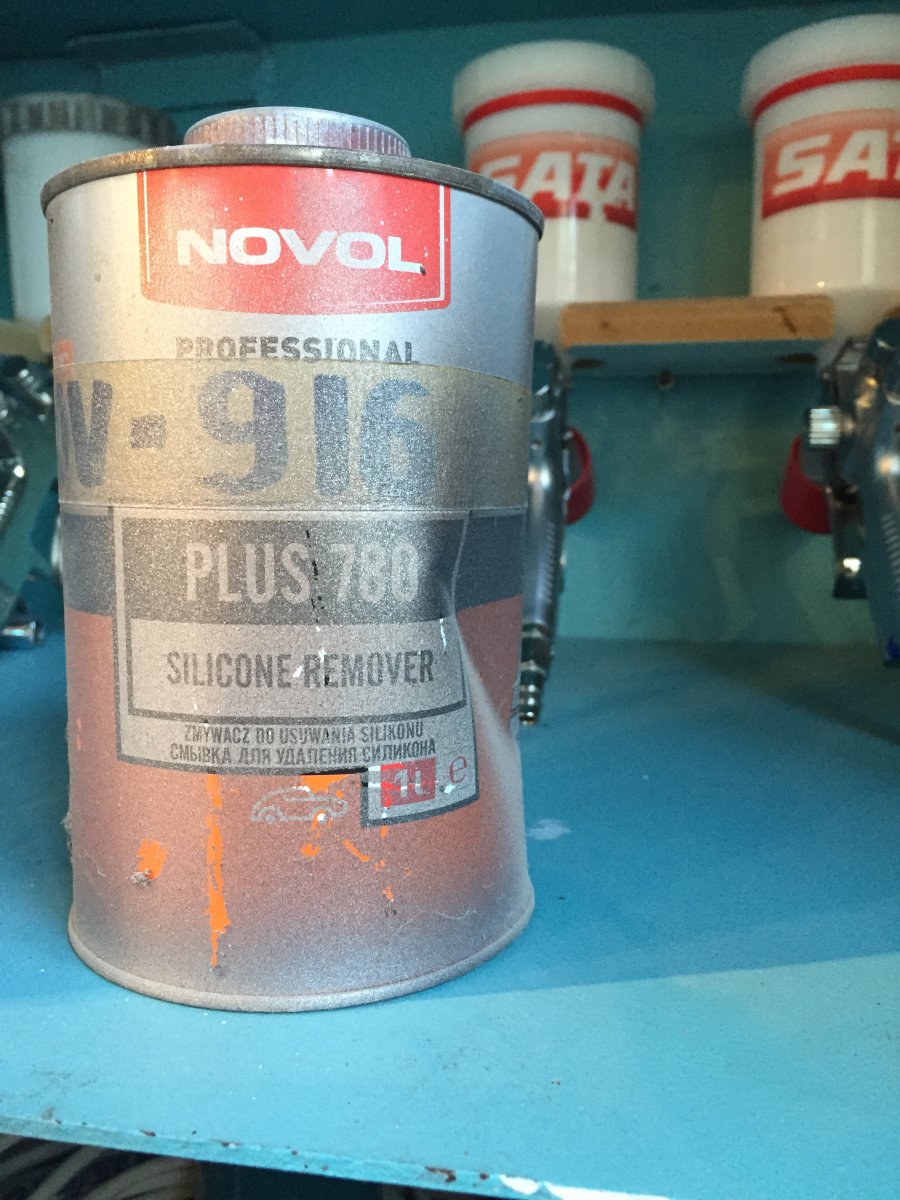 NOVOL
PROFESSIONAL
W-916
PLUS 780
SILICONE REMOVER
ZMYWACZ DO USUWANIA SILIKONU
СМЫВКА ДЛЯ УДАЛЕНИЯ СИЛИКОНА
1L e
SATA
SATA